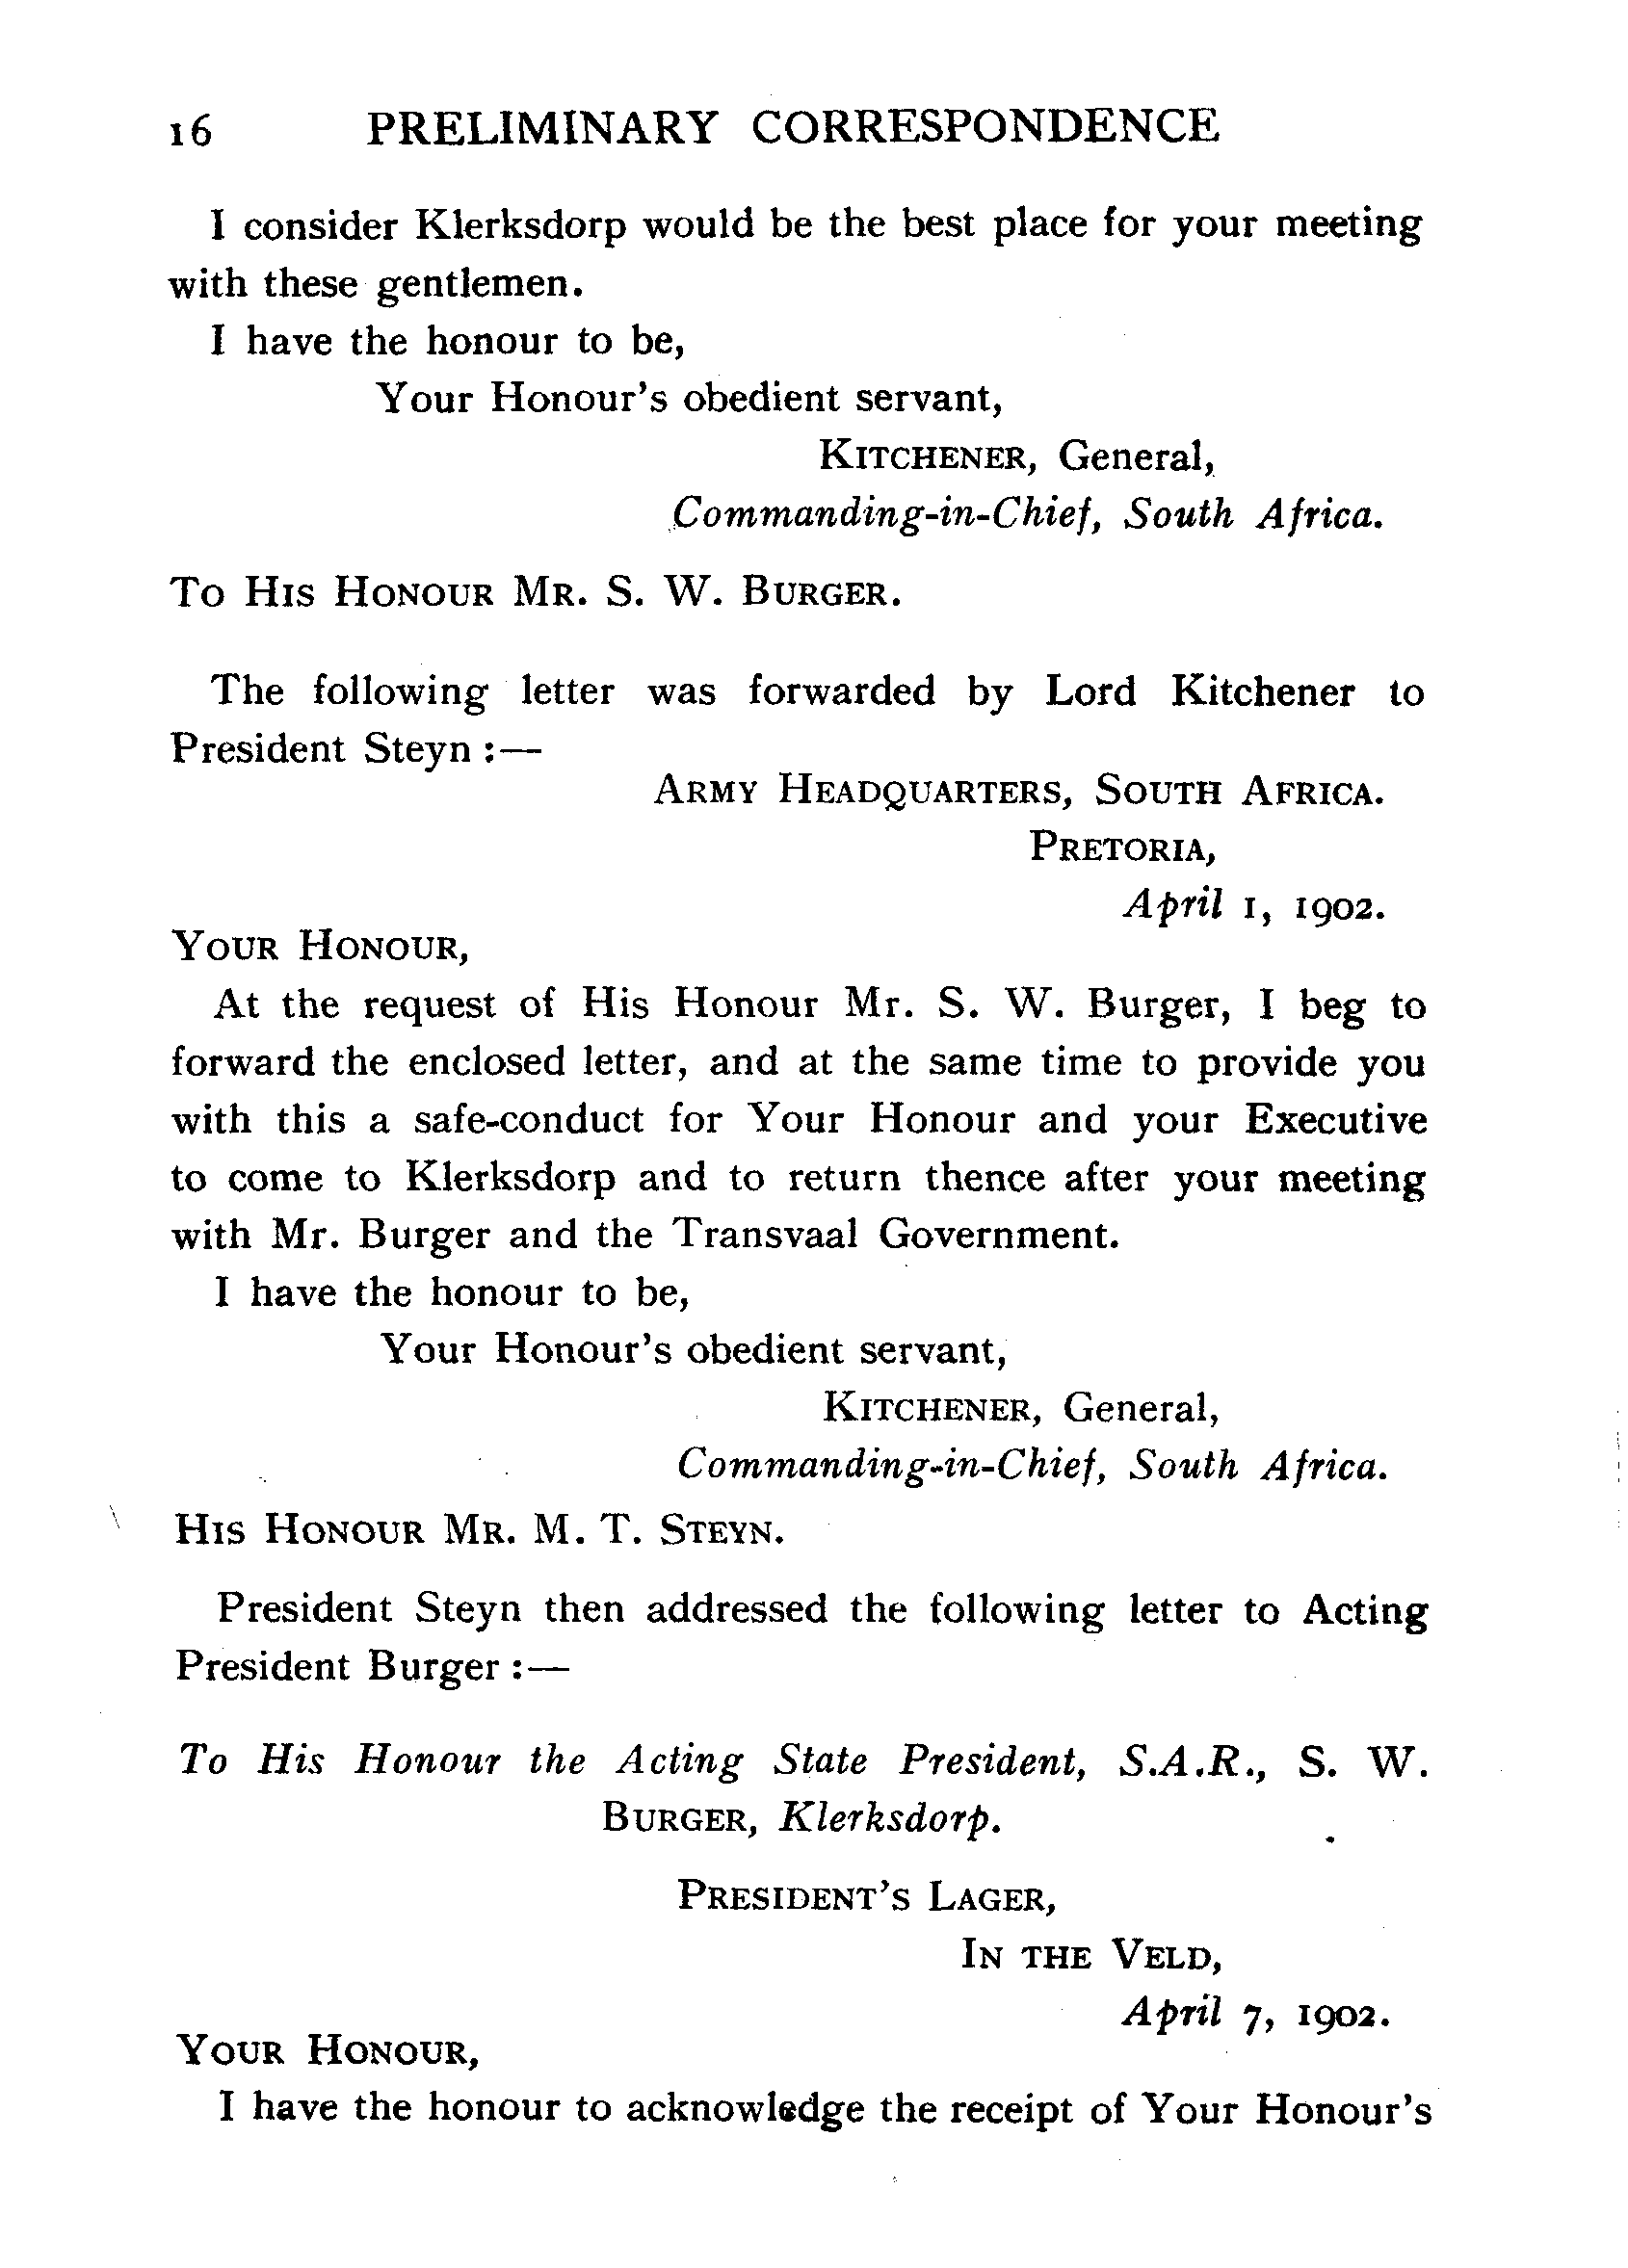 16 PRELIMINARY CORRESPONDENCE
I consider Klerksdorp would be the best place for your meeting
with these gentlemen.
I have the honour to be,
Your Honour's obedient servant,
KITCHENER, General,
Commanding-in-Chief, South Africa.
TO HIS HONOUR MR. S. W. BURGER.
The following letter was forwarded by Lord Kitchener to
President Steyn :—
ARMY HEADQUARTERS, SOUTH AFRICA.
PRETORIA,
April 1, 1902.
YOUR HONOUR,
At the request of His Honour Mr. S. W. Burger, I beg to
forward the enclosed letter, and at the same time to provide you
with this a safe-conduct for Your Honour and your Executive
to come to Klerksdorp and to return thence after your meeting
with Mr. Burger and the Transvaal Government.
I have the honour to be,
Your Honour's obedient servant,
KITCHENER, General,
Commanding-in-Chief, South Africa.
HIS HONOUR MR. M. T. STEYN.
President Steyn then addressed the following letter to Acting
President Burger :—
To His Honour the Acting State President, S.A.R., S. W.
BURGER, Klerksdorp.
PRESIDENT'S LAGER,
IN THE VELD,
April 7, 1902.
YOUR HONOUR,
I have the honour to acknowledge the receipt of Your Honour's